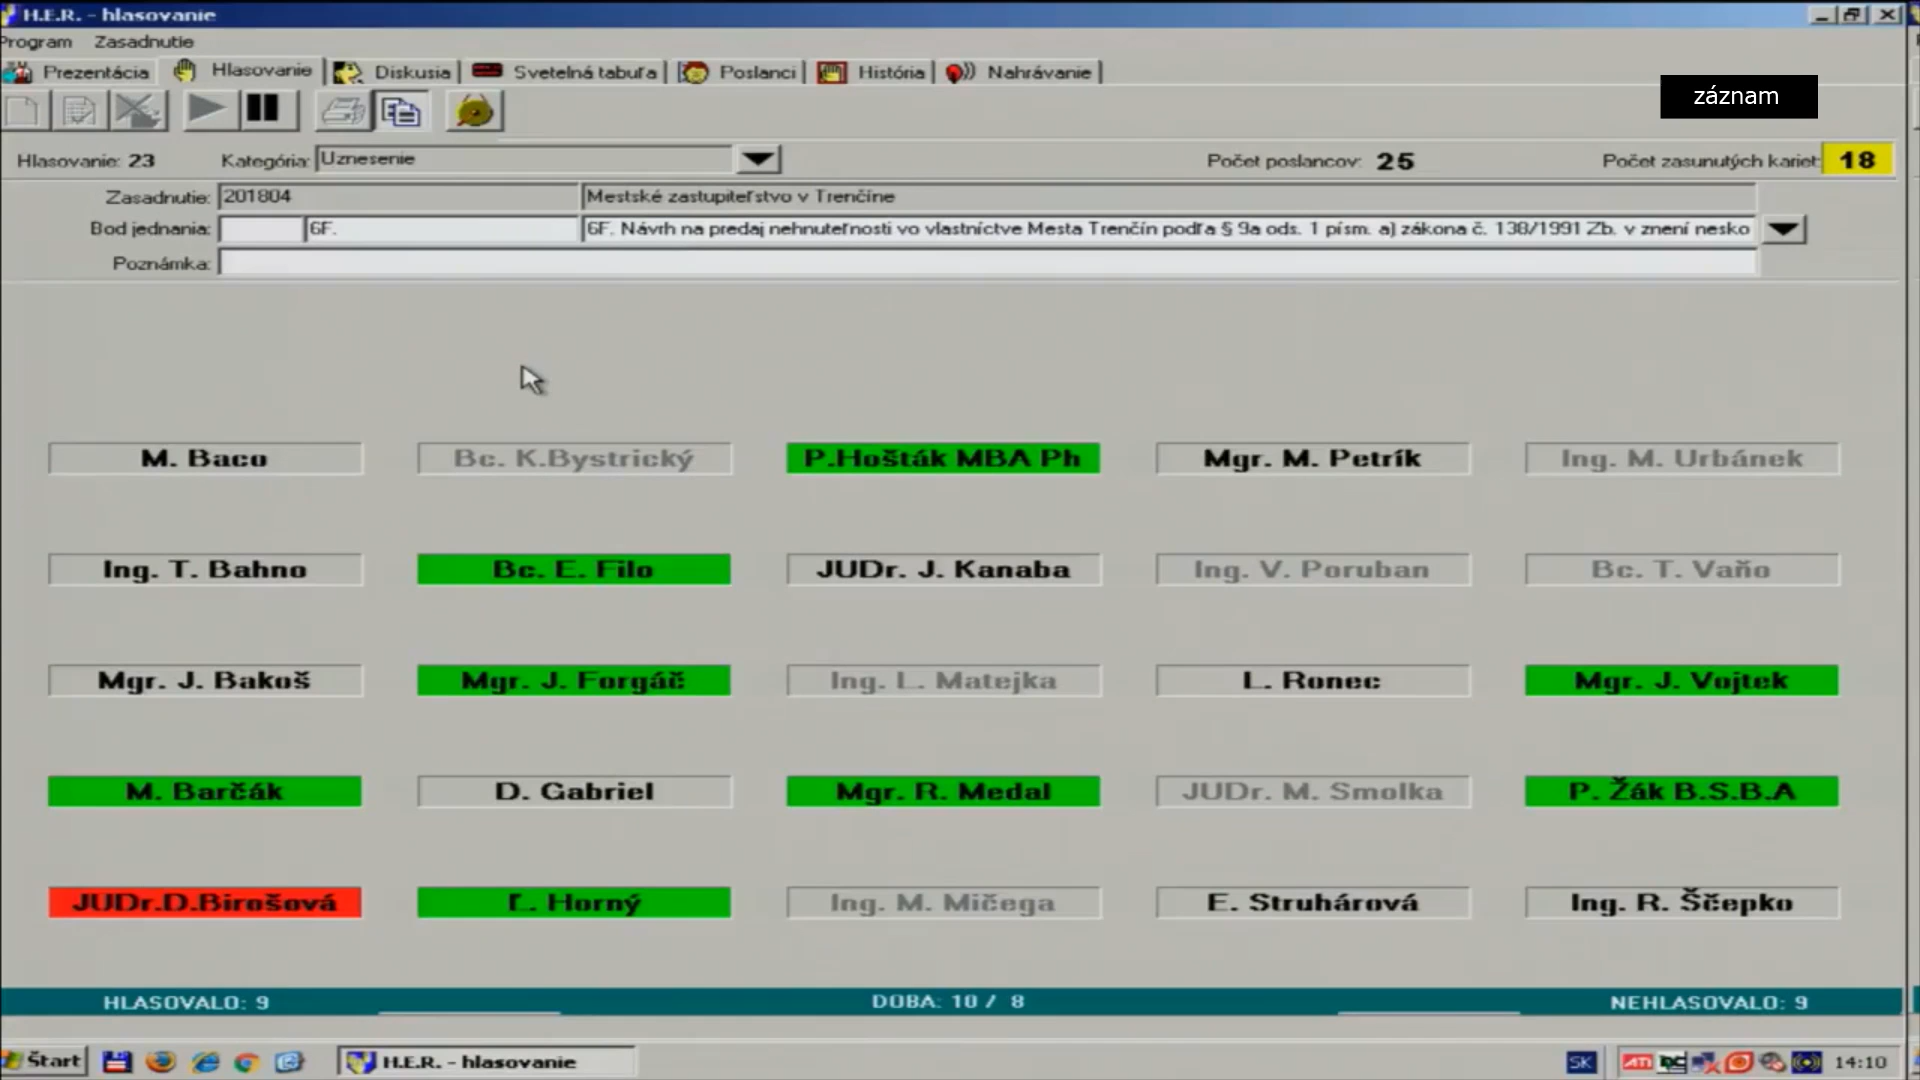 H.E.R. - hlasovanie
Program Zasadnutie
Prezentácia Hlasovanie Diskusia Svetelná tabuľa Poslanci História Nahrávanie
záznam
Hlasovanie: 23 Kategória: Uznesenie Počet poslancov: 25 Počet zasunutých kariet: 18
Zasadnutie: 201804 Mestské zastupiteľstvo v Trenčíne
Bod jednania: 6F. 6F. Návrh na predaj nehnuteľnosti vo vlastníctve Mesta Trenčín podľa § 9a ods. 1 písm. a) zákona č. 138/1991 Zb. v znení nesko
Poznámka:
M. Baco Bc. K.Bystrický P.Hošták MBA Ph Mgr. M. Petrík Ing. M. Urbánek
Ing. T. Bahno Bc. E. Filo JUDr. J. Kanaba Ing. V. Poruban Bc. T. Vaňo
Mgr. J. Bakoš Mgr. J. Forgáč Ing. L. Matejka L. Ronec Mgr. J. Vojtek
M. Barčák D. Gabriel Mgr. R. Medal JUDr. M. Smolka P. Žák B.S.B.A
JUDr.D.Birošová Ľ. Horný Ing. M. Mičega E. Struhárová Ing. R. Ščepko
HLASOVALO: 9 DOBA: 10 / 8 NEHLASOVALO: 9
Štart H.E.R. - hlasovanie SK ATI 14:10